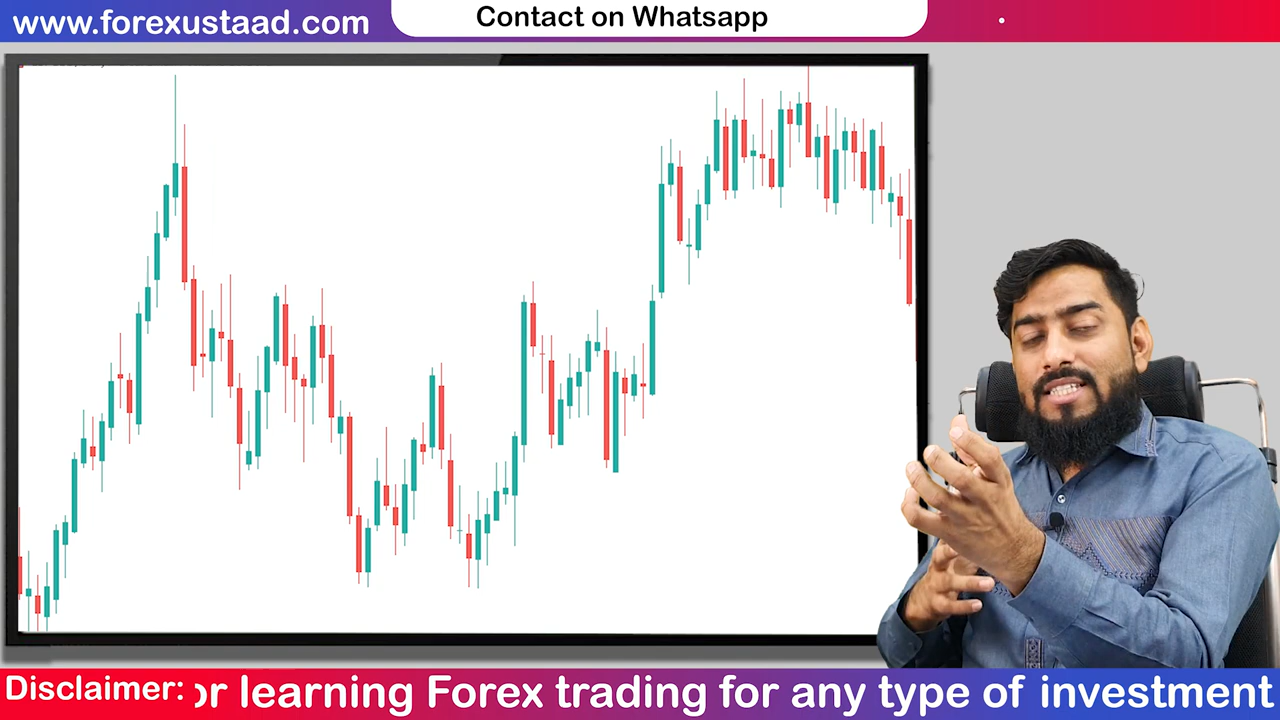 www.forexustaad.com
Contact on Whatsapp
Disclaimer:
or learning Forex trading for any type of investment